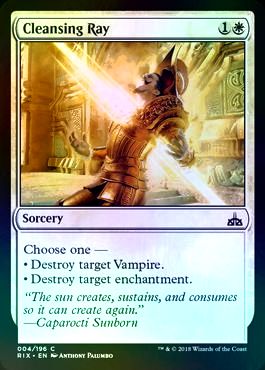 Cleansing Ray 1
Sorcery
Choose one —
• Destroy target Vampire.
• Destroy target enchantment.
"The sun creates, sustains, and consumes
so it can create again."
—Caparocti Sunborn
004/196 C
RIX • EN Anthony Palumbo
™ & © 2018 Wizards of the Coast